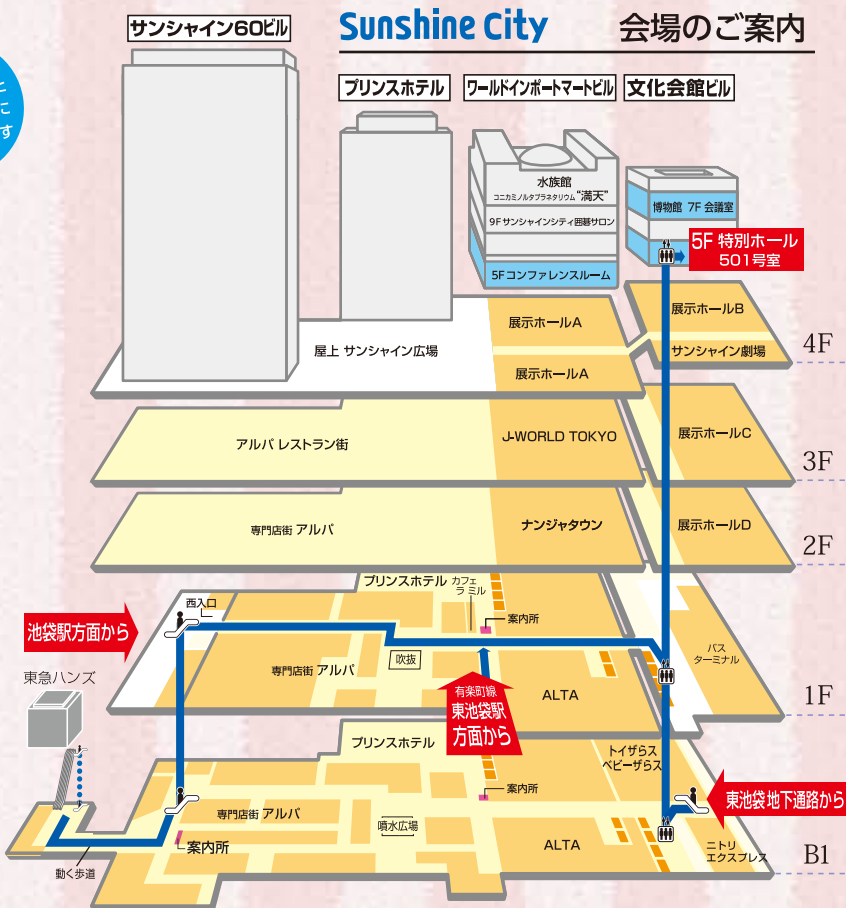 サンシャイン60ビル
Sunshine City
会場のご案内
プリンスホテル
ワールドインポートマートビル
文化会館ビル
と
に
す
水族館
コニカミノルタプラネタリウム “満天”
9F サンシャインシティ囲碁サロン
5F コンファレンスルーム
博物館 7F 会議室
5F 特別ホール
501号室
展示ホールA
展示ホールB
屋上 サンシャイン広場
サンシャイン劇場
展示ホールA
4F
アルパ レストラン街
J-WORLD TOKYO
展示ホールC
3F
専門店街 アルパ
ナンジャタウン
展示ホールD
2F
プリンスホテル
カフェ
ラ ミル
西入口
案内所
池袋駅方面から
吹抜
バス
ターミナル
専門店街 アルパ
東急ハンズ
有楽町線
東池袋駅
方面から
ALTA
1F
プリンスホテル
トイザらス
ベビーザらス
案内所
東池袋 地下通路から
専門店街 アルパ
噴水広場
案内所
ALTA
ニトリ
エクスプレス
B1
動く歩道